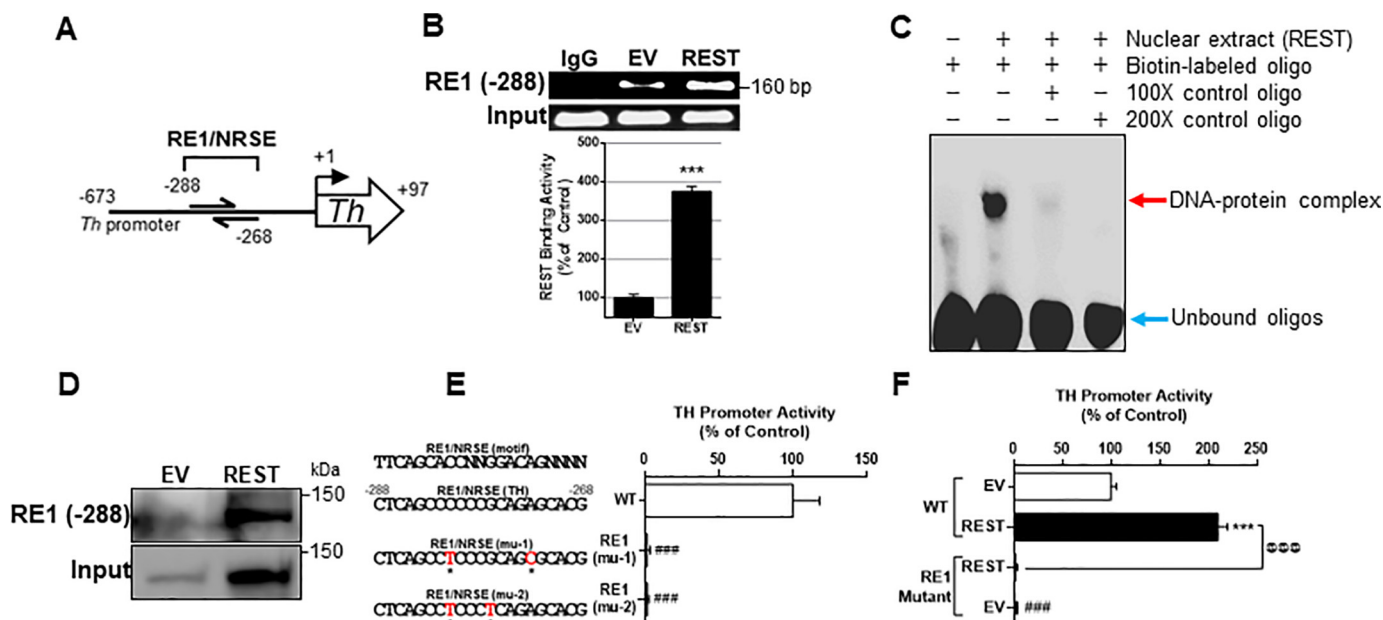 A
RE1/NRSE
+1
-288
-673
+97
Th
Th promoter
-268
B
IgG EV REST
RE1 (-288)
160 bp
Input
500
400
300
200
100
REST Binding Activity
(% of Control)
***
EV REST
C
− + + + Nuclear extract (REST)
+ + + + Biotin-labeled oligo
− − + − 100X control oligo
− − − + 200X control oligo
DNA-protein complex
Unbound oligos
D
EV REST kDa
RE1 (-288)
150
150
Input
E
RE1/NRSE (motif)
TTCAGCACCNNGGACAGNNNN
-288 RE1/NRSE (TH) -268
CTCAGCCCCCCGCAGAGCACG
RE1/NRSE (mu-1)
CTCAGCCTCCCGCAGCGCACG
* *
RE1/NRSE (mu-2)
CTCAGCCTCCCTCAGAGCACG
* *
TH Promoter Activity
(% of Control)
0 50 100 150
WT
RE1
(mu-1)
###
RE1
(mu-2)
###
F
TH Promoter Activity
(% of Control)
0 50 100 150 200 250
WT
EV
REST
***
RE1
Mutant
REST
EV
###